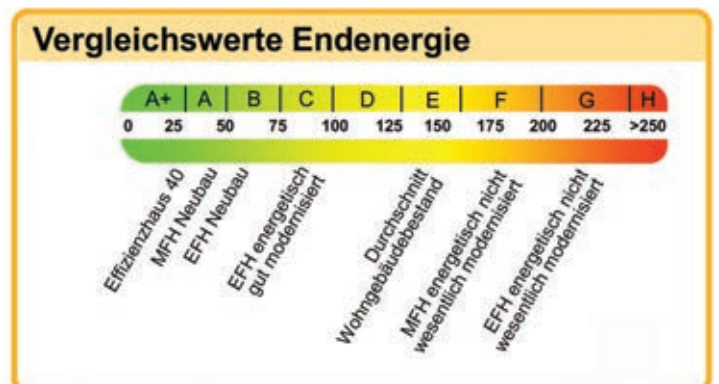 Vergleichswerte Endenergie
A+ A B C D E F G H
0 25 50 75 100 125 150 175 200 225 >250
Effizienzhaus 40
MFH Neubau
EFH Neubau
EFH energetisch
gut modernisiert
Durchschnitt
Wohngebäudebestand
MFH energetisch nicht
wesentlich modernisiert
EFH energetisch nicht
wesentlich modernisiert